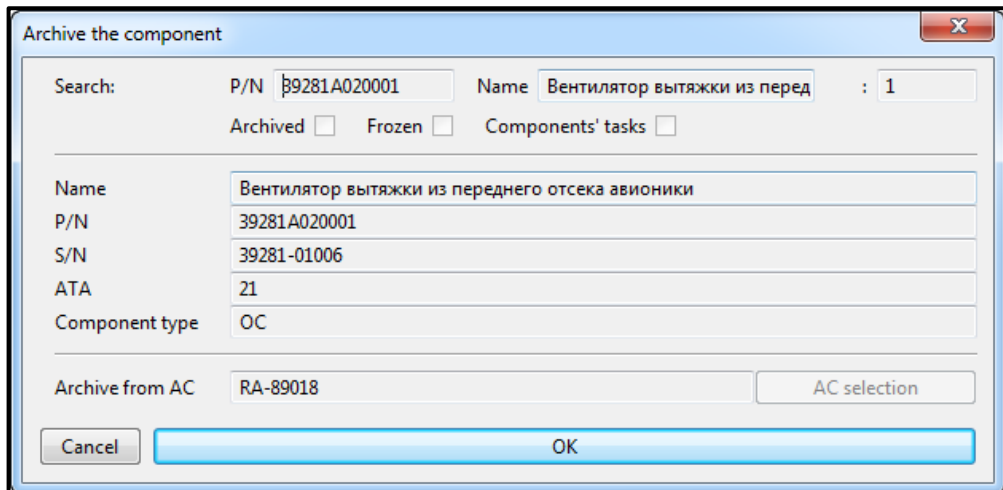 Archive the component
Search: P/N 39281A020001 Name Вентилятор вытяжки из перед : 1
Archived Frozen Components' tasks
Name Вентилятор вытяжки из переднего отсека авионики
P/N 39281A020001
S/N 39281-01006
ATA 21
Component type OC
Archive from AC RA-89018 AC selection
Cancel OK